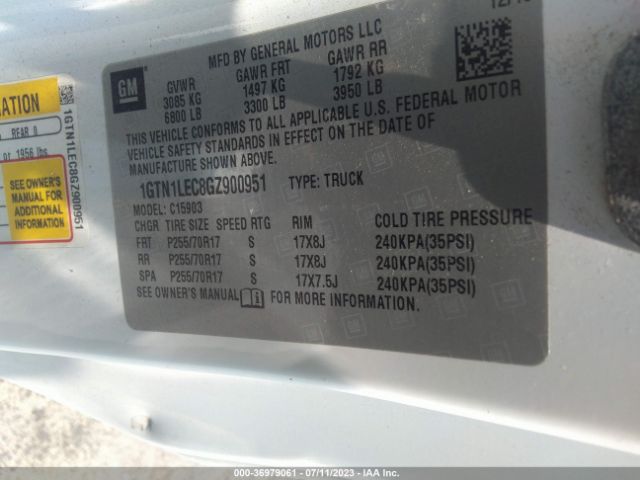 MFD BY GENERAL MOTORS LLC
GM
GVWR GAWR FRT GAWR RR
3085 KG 1497 KG 1792 KG
6800 LB 3300 LB 3950 LB
THIS VEHICLE CONFORMS TO ALL APPLICABLE U.S. FEDERAL MOTOR
VEHICLE SAFETY STANDARDS IN EFFECT ON THE DATE OF
MANUFACTURE SHOWN ABOVE.
1GTN1LEC8GZ900951 TYPE: TRUCK
MODEL: C15903
CHGR TIRE SIZE SPEED RTG RIM COLD TIRE PRESSURE
FRT P255/70R17 S 17X8J 240KPA(35PSI)
RR P255/70R17 S 17X8J 240KPA(35PSI)
SPA P255/70R17 S 17X7.5J 240KPA(35PSI)
SEE OWNER'S MANUAL FOR MORE INFORMATION.
REAR 0
1956 lbs
SEE OWNER'S
MANUAL FOR
ADDITIONAL
INFORMATION
1GTN1LEC8GZ900951
000-36979061 - 07/11/2023 - IAA Inc.